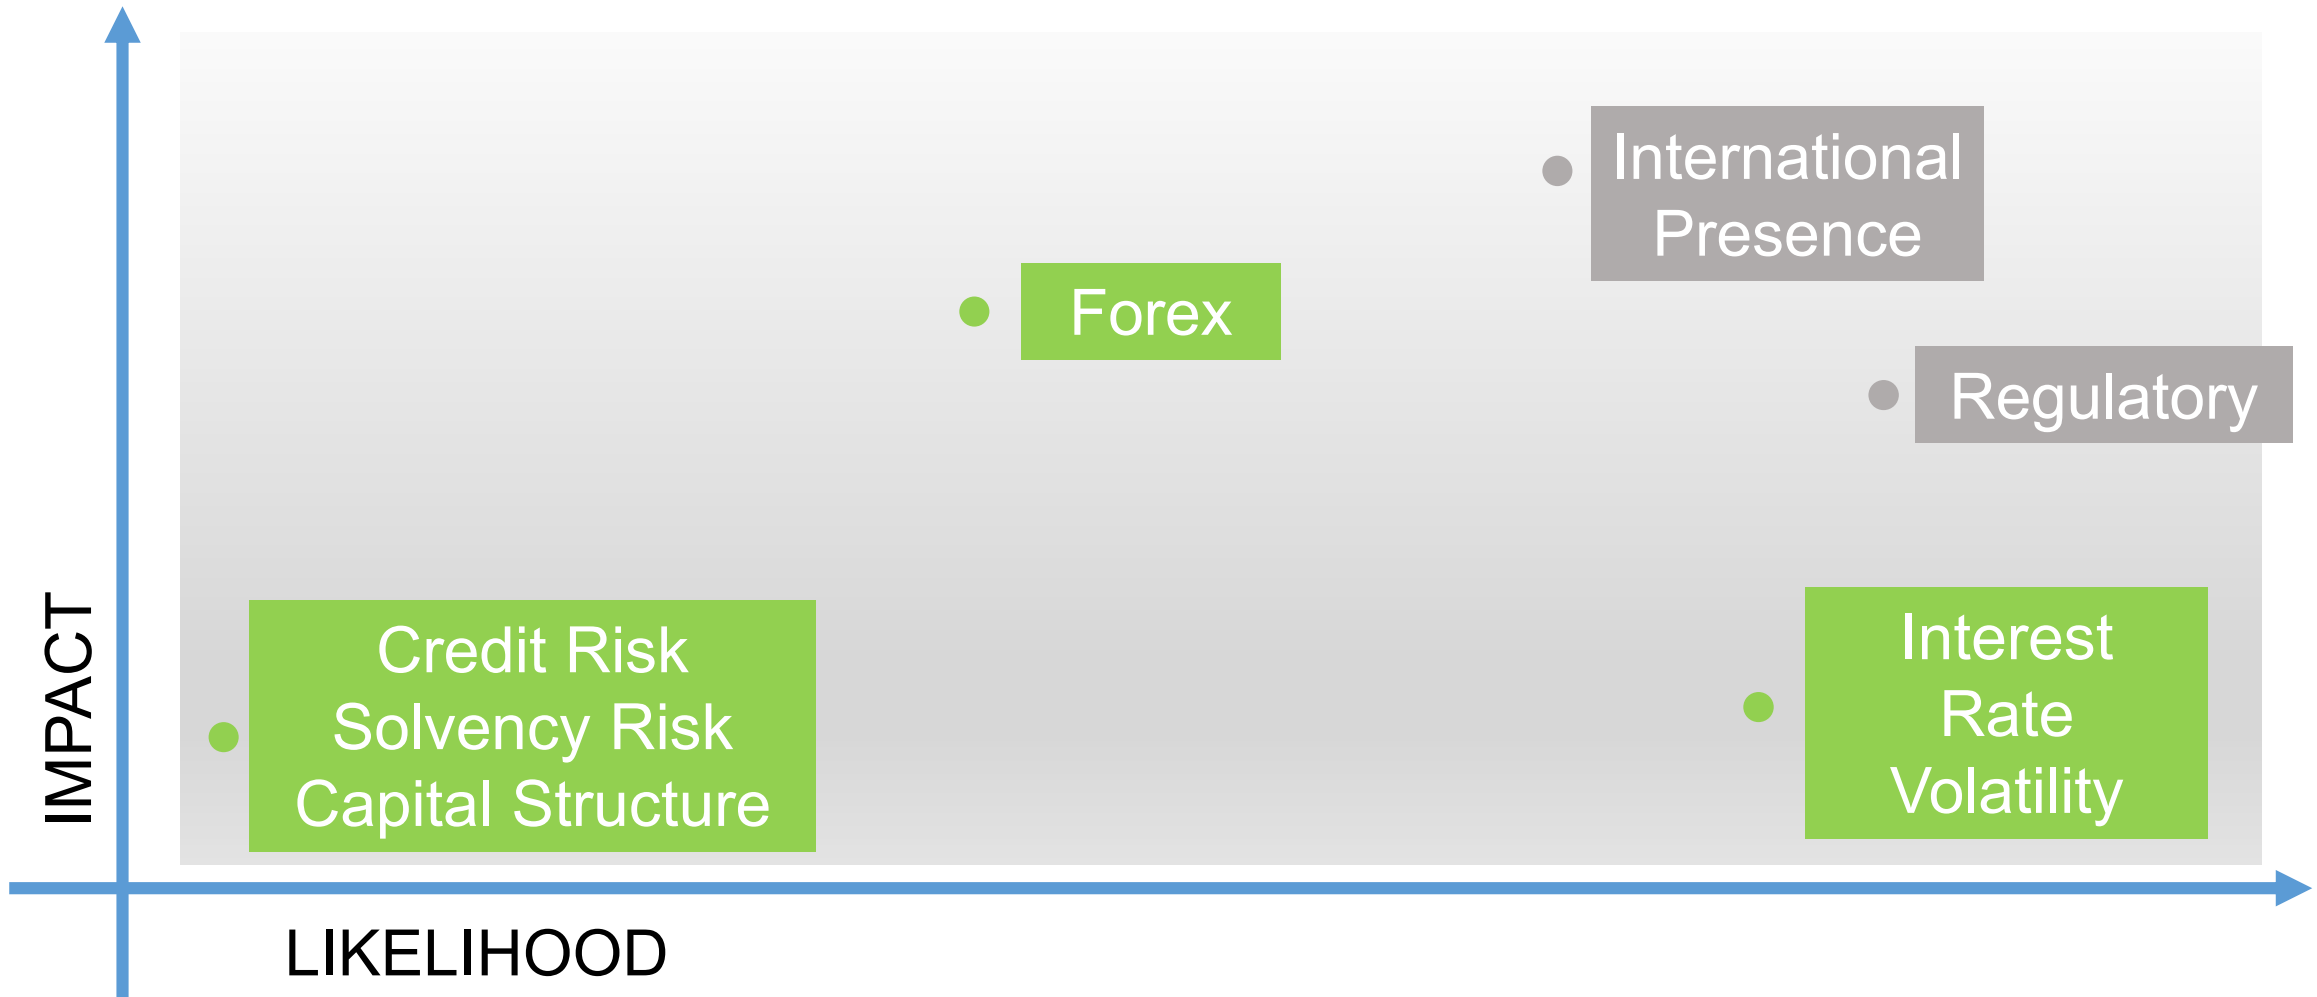 International
Presence
Forex
Regulatory
Credit Risk
Solvency Risk
Capital Structure
Interest
Rate
Volatility
IMPACT
LIKELIHOOD